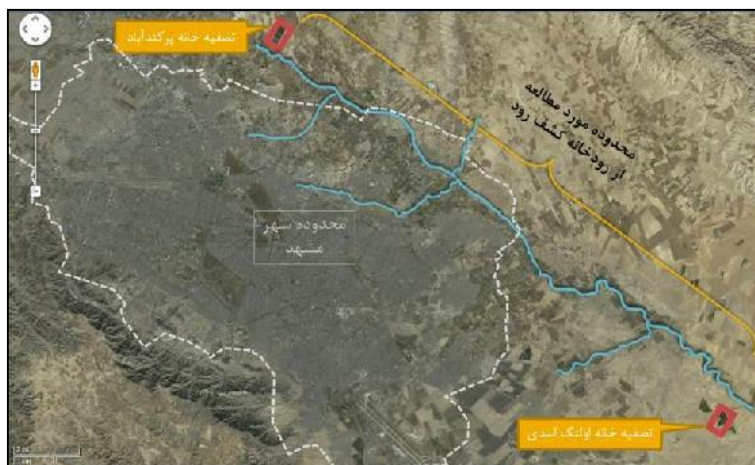 تصفیه خانه پرکندآباد
محدوده مورد مطالعه
از رودخانه کشف رود
محدوده شهر
مشهد
تصفیه خانه اولنگ اسدی